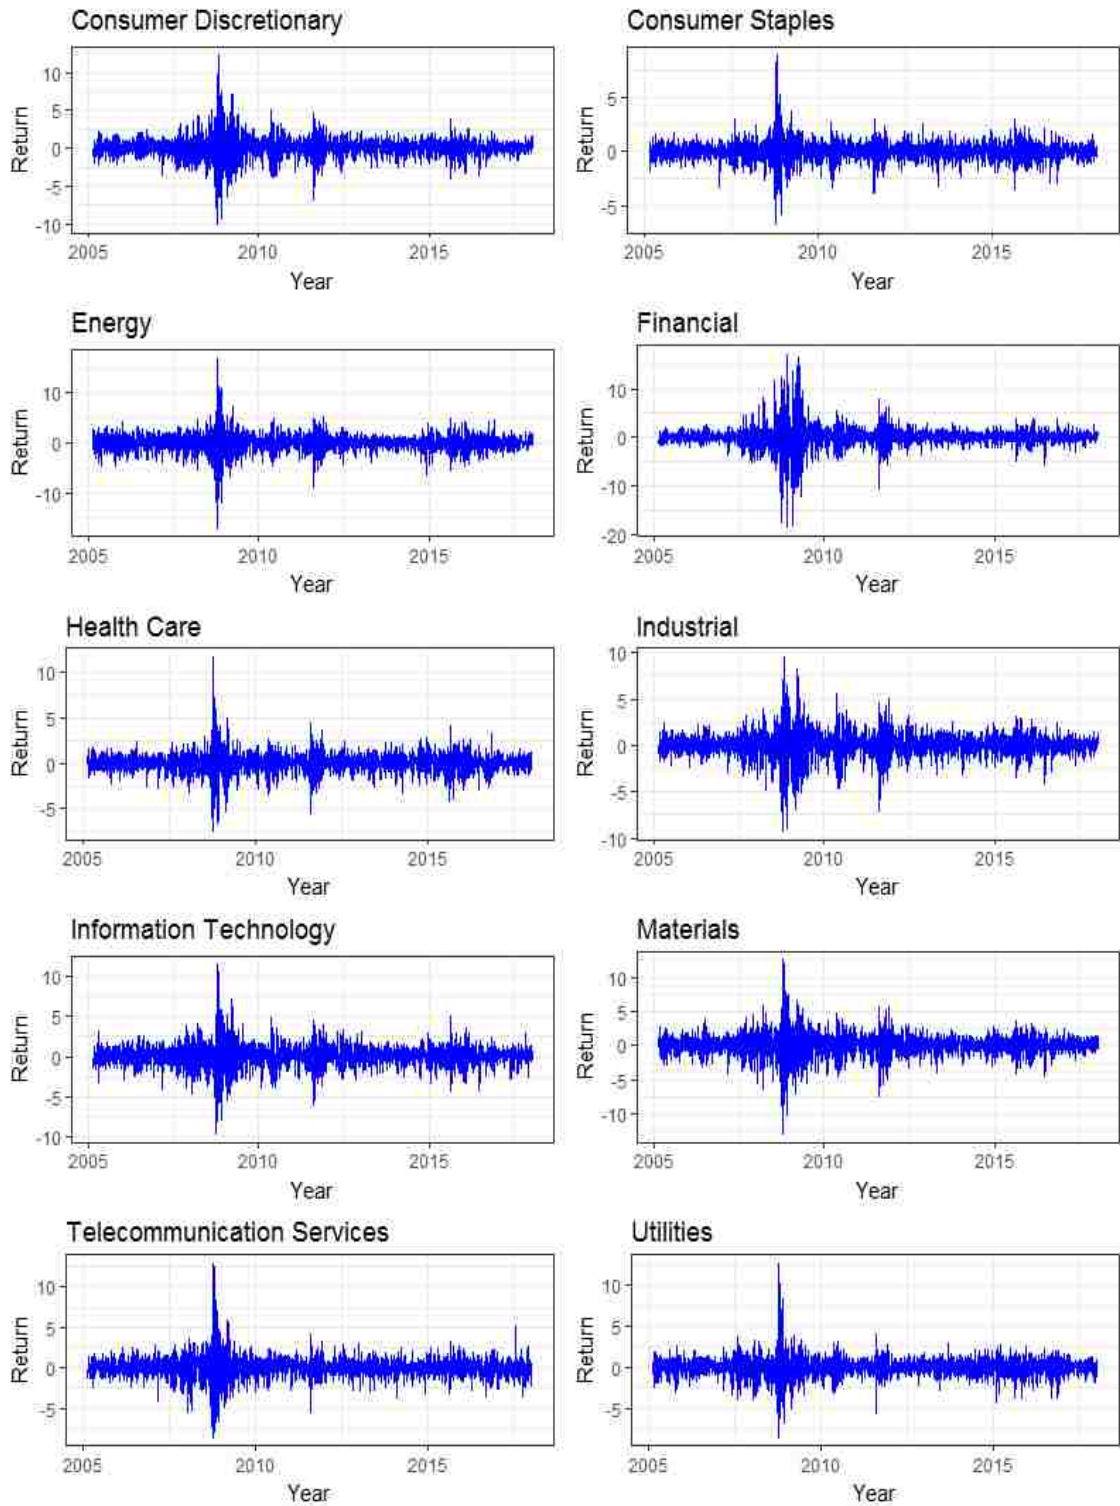 Consumer Discretionary
Return
10
5
0
-5
-10
2005 2010 2015
Year
Consumer Staples
Return
5
0
-5
2005 2010 2015
Year
Energy
Return
10
0
-10
2005 2010 2015
Year
Financial
Return
10
0
-10
-20
2005 2010 2015
Year
Health Care
Return
10
5
0
-5
2005 2010 2015
Year
Industrial
Return
10
5
0
-5
-10
2005 2010 2015
Year
Information Technology
Return
10
5
0
-5
-10
2005 2010 2015
Year
Materials
Return
10
5
0
-5
-10
2005 2010 2015
Year
Telecommunication Services
Return
10
5
0
-5
2005 2010 2015
Year
Utilities
Return
10
5
0
-5
2005 2010 2015
Year